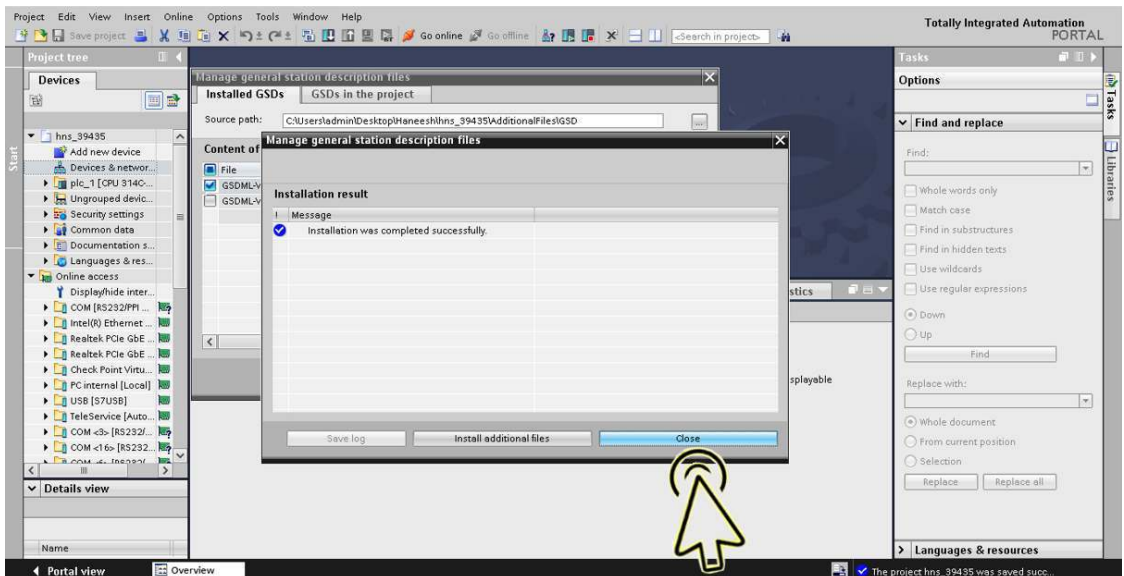 Project Edit View Insert Online Options Tools Window Help
Totally Integrated Automation
PORTAL
Save project Go online Go offline <Search in project>
Project tree
Devices
hns_39435
Add new device
Devices & networ...
plc_1 [CPU 314C-...
Ungrouped devic...
Security settings
Common data
Documentation s...
Languages & res...
Online access
Display/hide inter...
COM [RS232/PPI ...
Intel(R) Ethernet ...
Realtek PCIe GbE ...
Realtek PCIe GbE ...
Check Point Virtu...
PC internal [Local]
USB [S7USB]
TeleService [Auto...
COM <3> [RS232/...
COM <16> [RS232...
Details view
Name
Start
Manage general station description files
Installed GSDs GSDs in the project
Source path: C:\Users\admin\Desktop\Haneesh\hns_39435\AdditionalFiles\GSD
Content of
File
GSDML-V
GSDML-V
Manage general station description files
Installation result
! Message
Installation was completed successfully.
Save log Install additional files Close
stics
splayable
Tasks
Options
Find and replace
Find:
Whole words only
Match case
Find in substructures
Find in hidden texts
Use wildcards
Use regular expressions
Down
Up
Find
Replace with:
Whole document
From current position
Selection
Replace Replace all
Languages & resources
Tasks
Libraries
Portal view Overview
The project hns_39435 was saved succ...